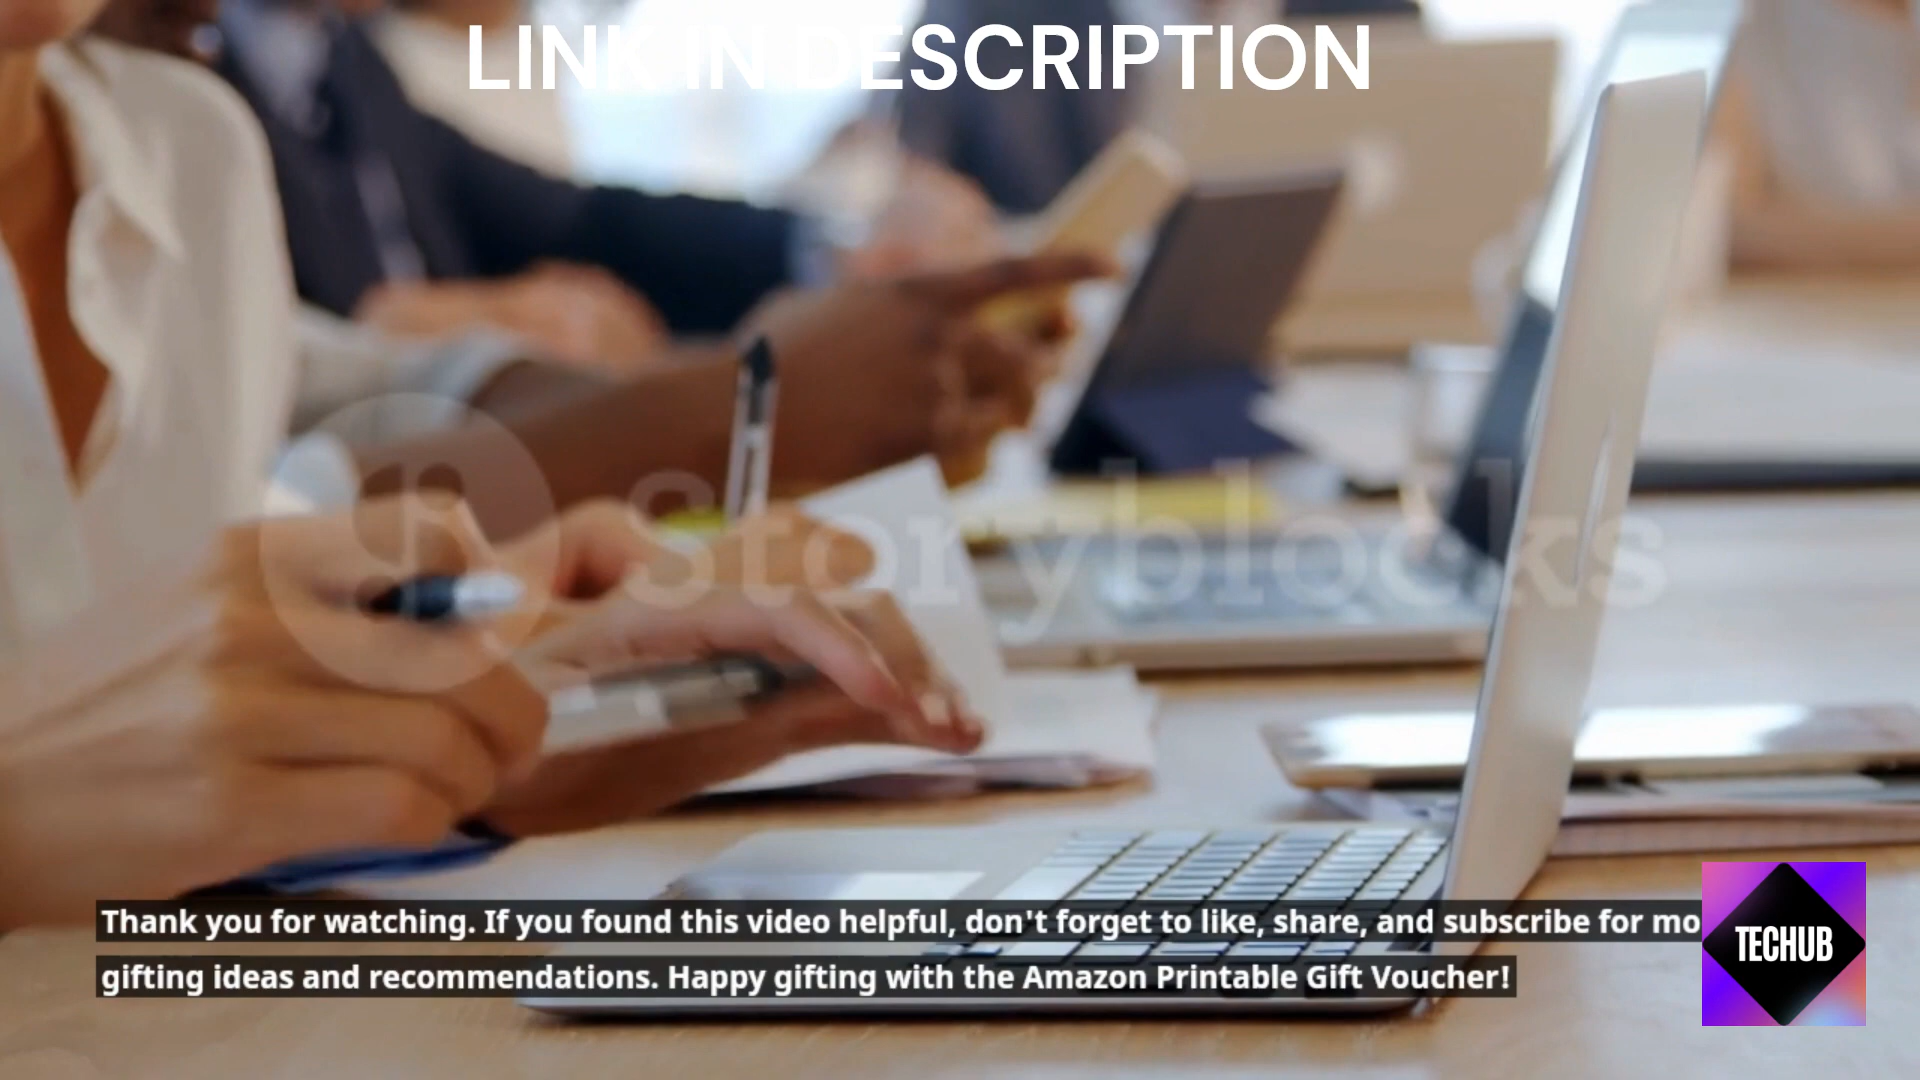 LINK IN DESCRIPTION
Storyblocks
Thank you for watching. If you found this video helpful, don't forget to like, share, and subscribe for mo
gifting ideas and recommendations. Happy gifting with the Amazon Printable Gift Voucher!
TECHUB